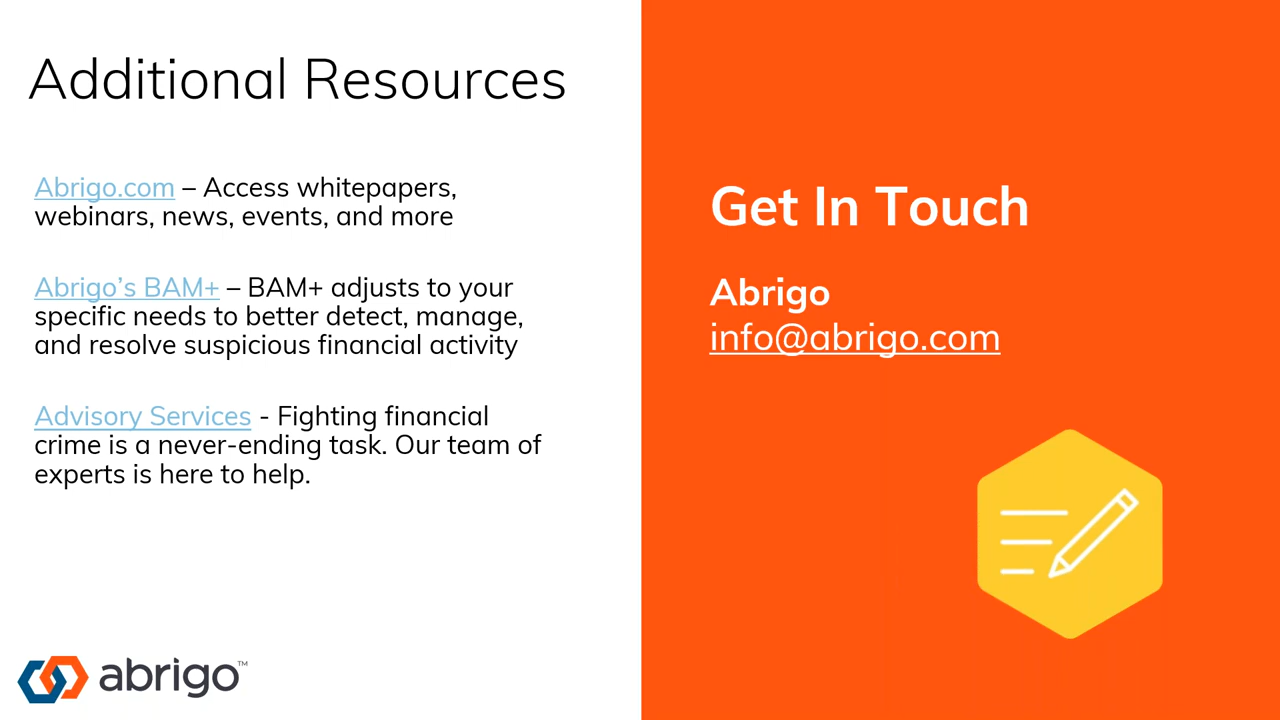 Additional Resources
Abrigo.com – Access whitepapers,
webinars, news, events, and more
Abrigo’s BAM+ – BAM+ adjusts to your
specific needs to better detect, manage,
and resolve suspicious financial activity
Advisory Services - Fighting financial
crime is a never-ending task. Our team of
experts is here to help.
abrigo™
Get In Touch
Abrigo
info@abrigo.com